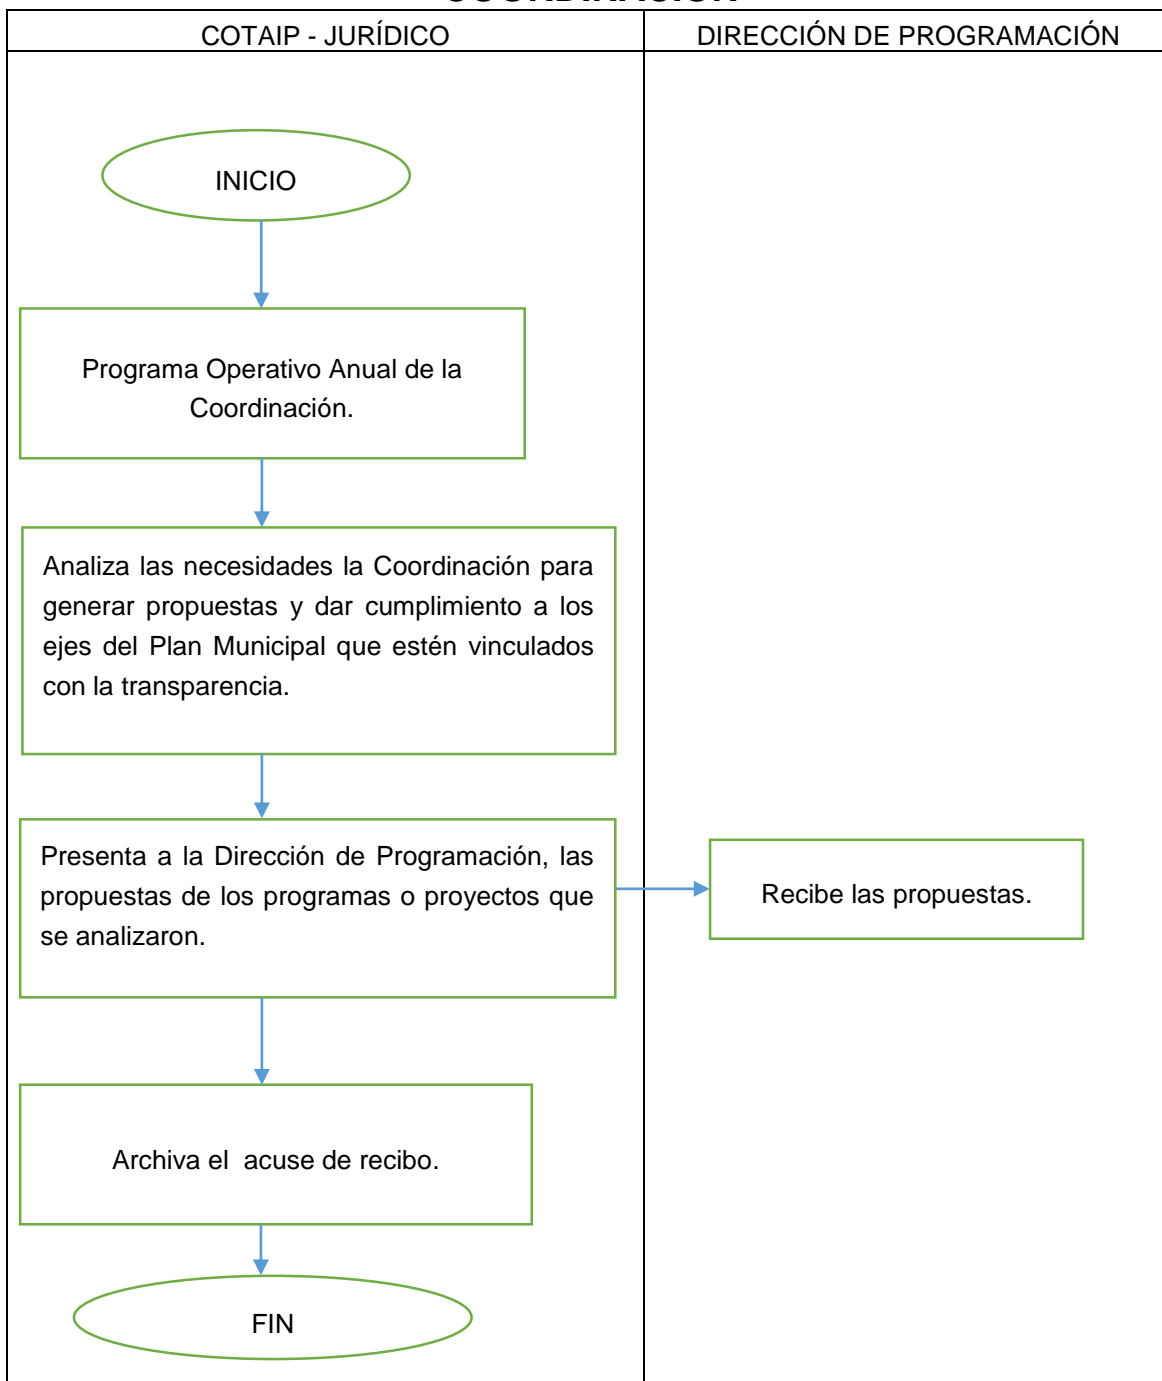 COTAIP - JURÍDICO
DIRECCIÓN DE PROGRAMACIÓN
INICIO
Programa Operativo Anual de la
Coordinación.
Analiza las necesidades la Coordinación para
generar propuestas y dar cumplimiento a los
ejes del Plan Municipal que estén vinculados
con la transparencia.
Presenta a la Dirección de Programación, las
propuestas de los programas o proyectos que
se analizaron.
Recibe las propuestas.
Archiva el  acuse de recibo.
FIN